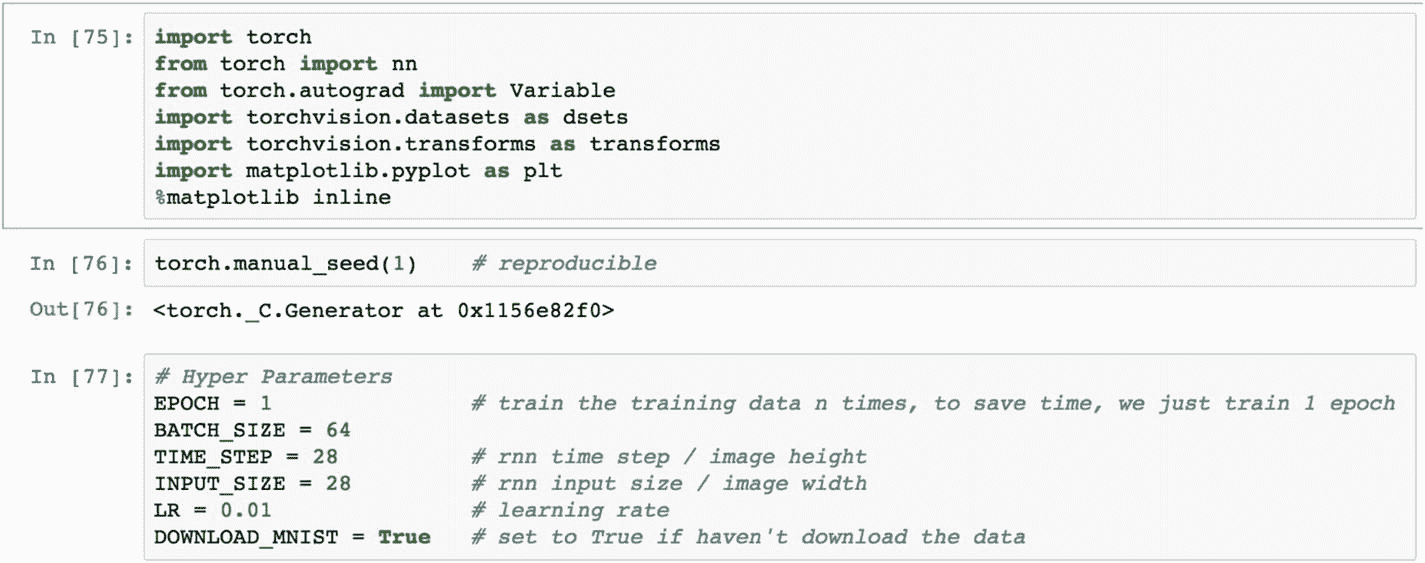 In [75]: import torch
from torch import nn
from torch.autograd import Variable
import torchvision.datasets as dsets
import torchvision.transforms as transforms
import matplotlib.pyplot as plt
%matplotlib inline
In [76]: torch.manual_seed(1)    # reproducible
Out[76]: <torch._C.Generator at 0x1156e82f0>
In [77]: # Hyper Parameters
EPOCH = 1               # train the training data n times, to save time, we just train 1 epoch
BATCH_SIZE = 64
TIME_STEP = 28          # rnn time step / image height
INPUT_SIZE = 28         # rnn input size / image width
LR = 0.01               # learning rate
DOWNLOAD_MNIST = True   # set to True if haven't download the data